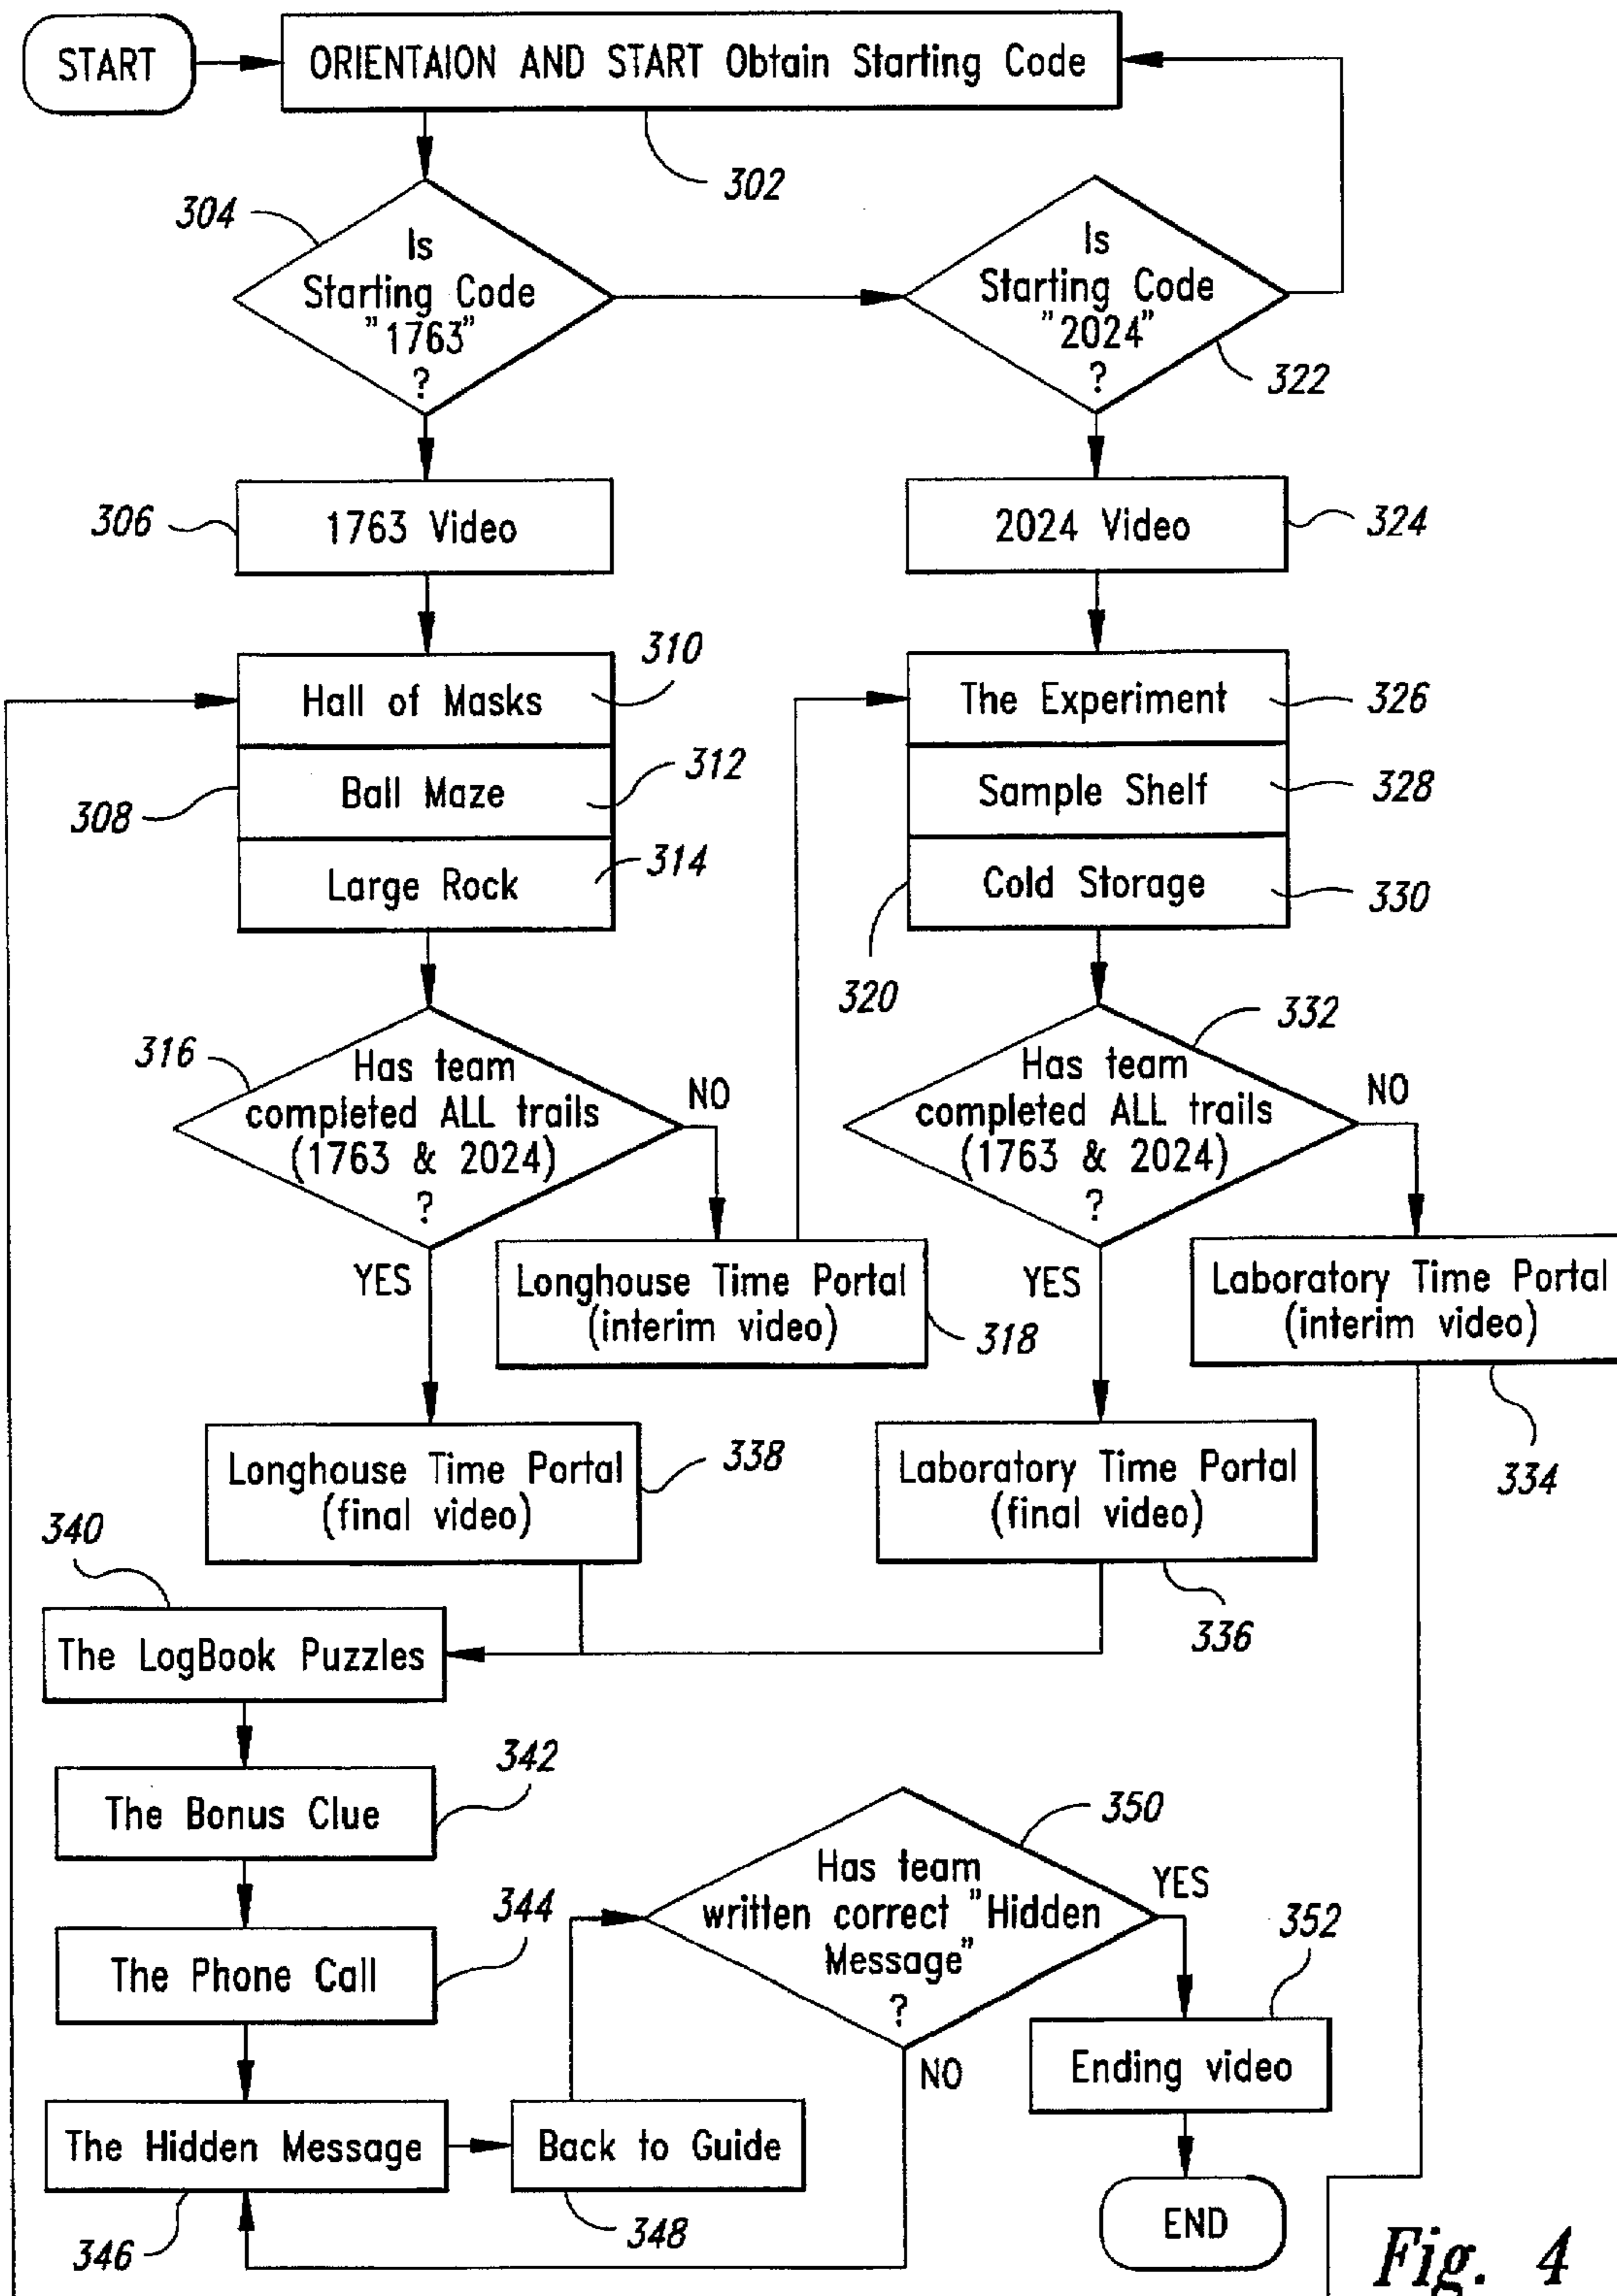 START
ORIENTAION AND START Obtain Starting Code
302
304
Is
Starting Code
"1763"
?
Is
Starting Code
"2024"
?
322
306
1763 Video
2024 Video
324
310
Hall of Masks
The Experiment
326
312
Ball Maze
Sample Shelf
328
308
314
Large Rock
Cold Storage
330
320
316
Has team
completed ALL trails
(1763 & 2024)
?
NO
YES
332
Has team
completed ALL trails
(1763 & 2024)
?
NO
YES
Longhouse Time Portal
(interim video)
318
Laboratory Time Portal
(interim video)
334
Longhouse Time Portal
(final video)
338
Laboratory Time Portal
(final video)
336
340
The LogBook Puzzles
342
The Bonus Clue
350
Has team
written correct "Hidden
Message"
?
YES
NO
344
The Phone Call
352
Ending video
The Hidden Message
346
Back to Guide
348
END
Fig. 4